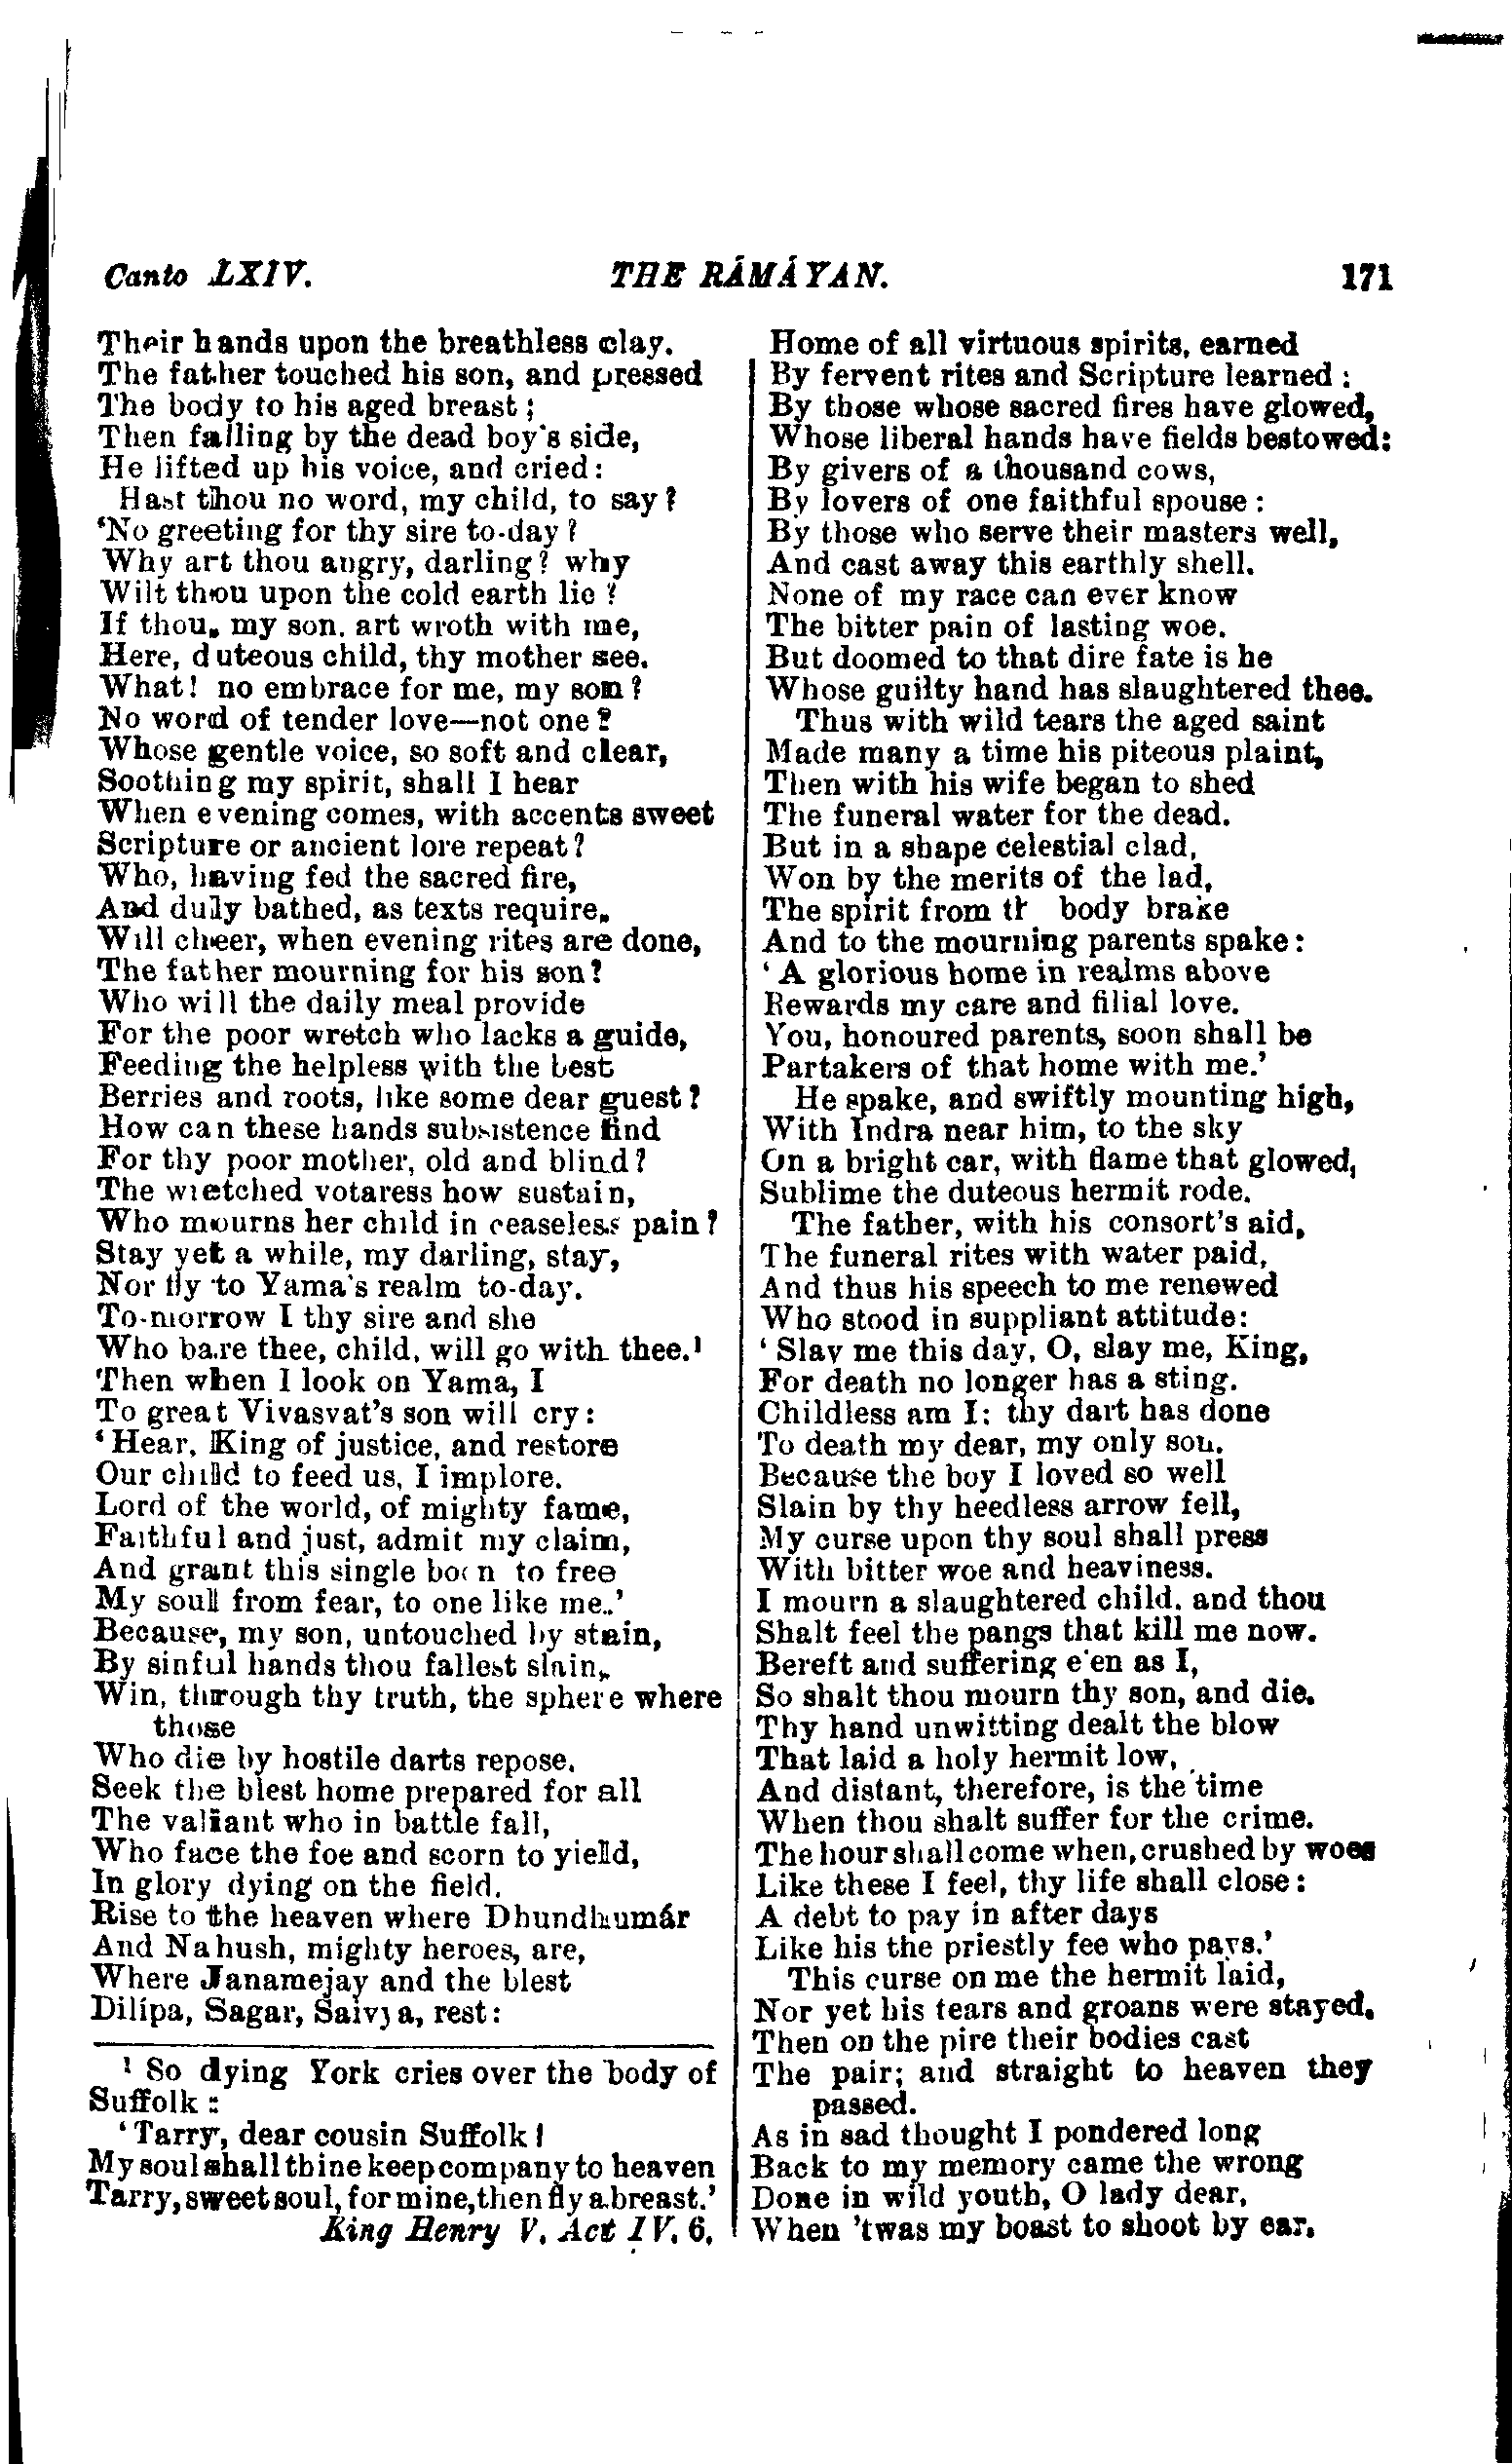 Canto LXIV. THE RÁMÁYAN. 171
Their hands upon the breathless clay.
The father touched his son, and pressed
The body to his aged breast;
Then falling by the dead boy's side,
He lifted up his voice, and cried:
Hast thou no word, my child, to say?
'No greeting for thy sire to-day?
Why art thou angry, darling? why
Wilt thou upon the cold earth lie?
If thou, my son, art wroth with me,
Here, duteous child, thy mother see.
What! no embrace for me, my son?
No word of tender love—not one?
Whose gentle voice, so soft and clear,
Soothing my spirit, shall I hear
When evening comes, with accents sweet
Scripture or ancient lore repeat?
Who, having fed the sacred fire,
And duly bathed, as texts require,
Will cheer, when evening rites are done,
The father mourning for his son?
Who will the daily meal provide
For the poor wretch who lacks a guide,
Feeding the helpless with the best
Berries and roots, like some dear guest?
How can these hands subsistence find
For thy poor mother, old and blind?
The wretched votaress how sustain,
Who mourns her child in ceaseless pain?
Stay yet a while, my darling, stay,
Nor fly to Yama's realm to-day.
To-morrow I thy sire and she
Who bare thee, child, will go with thee.¹
Then when I look on Yama, I
To great Vivasvat's son will cry:
'Hear, King of justice, and restore
Our child to feed us, I implore.
Lord of the world, of mighty fame,
Faithful and just, admit my claim,
And grant this single boon to free
My soul from fear, to one like me.'
Because, my son, untouched by stain,
By sinful hands thou fallest slain,
Win, through thy truth, the sphere where
those
Who die by hostile darts repose.
Seek the blest home prepared for all
The valiant who in battle fall,
Who face the foe and scorn to yield,
In glory dying on the field.
Rise to the heaven where Dhundhumár
And Nahush, mighty heroes, are,
Where Janamejay and the blest
Dilípa, Sagar, Saivya, rest:
¹ So dying York cries over the body of
Suffolk:
'Tarry, dear cousin Suffolk!
My soul shall thine keep company to heaven
Tarry, sweet soul, for mine, then fly abreast.'
King Henry V. Act IV. 6.
Home of all virtuous spirits, earned
By fervent rites and Scripture learned:
By those whose sacred fires have glowed,
Whose liberal hands have fields bestowed:
By givers of a thousand cows,
By lovers of one faithful spouse:
By those who serve their masters well,
And cast away this earthly shell.
None of my race can ever know
The bitter pain of lasting woe.
But doomed to that dire fate is he
Whose guilty hand has slaughtered thee.
Thus with wild tears the aged saint
Made many a time his piteous plaint,
Then with his wife began to shed
The funeral water for the dead.
But in a shape celestial clad,
Won by the merits of the lad,
The spirit from body brake
And to the mourning parents spake:
'A glorious home in realms above
Rewards my care and filial love.
You, honoured parents, soon shall be
Partakers of that home with me.'
He spake, and swiftly mounting high,
With Indra near him, to the sky
On a bright car, with flame that glowed,
Sublime the duteous hermit rode.
The father, with his consort's aid,
The funeral rites with water paid,
And thus his speech to me renewed
Who stood in suppliant attitude:
'Slay me this day, O, slay me, King,
For death no longer has a sting.
Childless am I: thy dart has done
To death my dear, my only son.
Because the boy I loved so well
Slain by thy heedless arrow fell,
My curse upon thy soul shall press
With bitter woe and heaviness.
I mourn a slaughtered child, and thou
Shalt feel the pangs that kill me now.
Bereft and suffering e'en as I,
So shalt thou mourn thy son, and die.
Thy hand unwitting dealt the blow
That laid a holy hermit low,
And distant, therefore, is the time
When thou shalt suffer for the crime.
The hour shall come when, crushed by woes
Like these I feel, thy life shall close:
A debt to pay in after days
Like his the priestly fee who pays.'
This curse on me the hermit laid,
Nor yet his tears and groans were stayed.
Then on the pire their bodies cast
The pair; and straight to heaven they
passed.
As in sad thought I pondered long
Back to my memory came the wrong
Done in wild youth, O lady dear,
When 'twas my boast to shoot by ear.